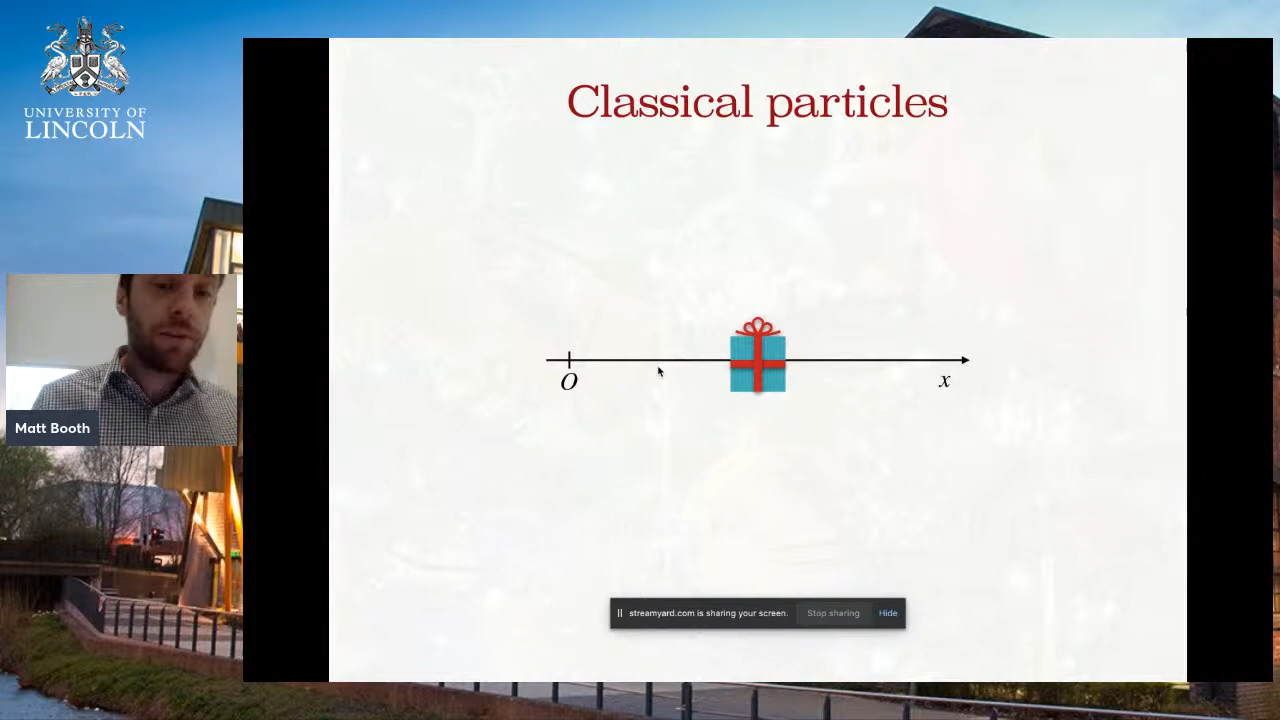 UNIVERSITY OF
LINCOLN
Classical particles
O
x
Matt Booth
streamyard.com is sharing your screen. Stop sharing Hide